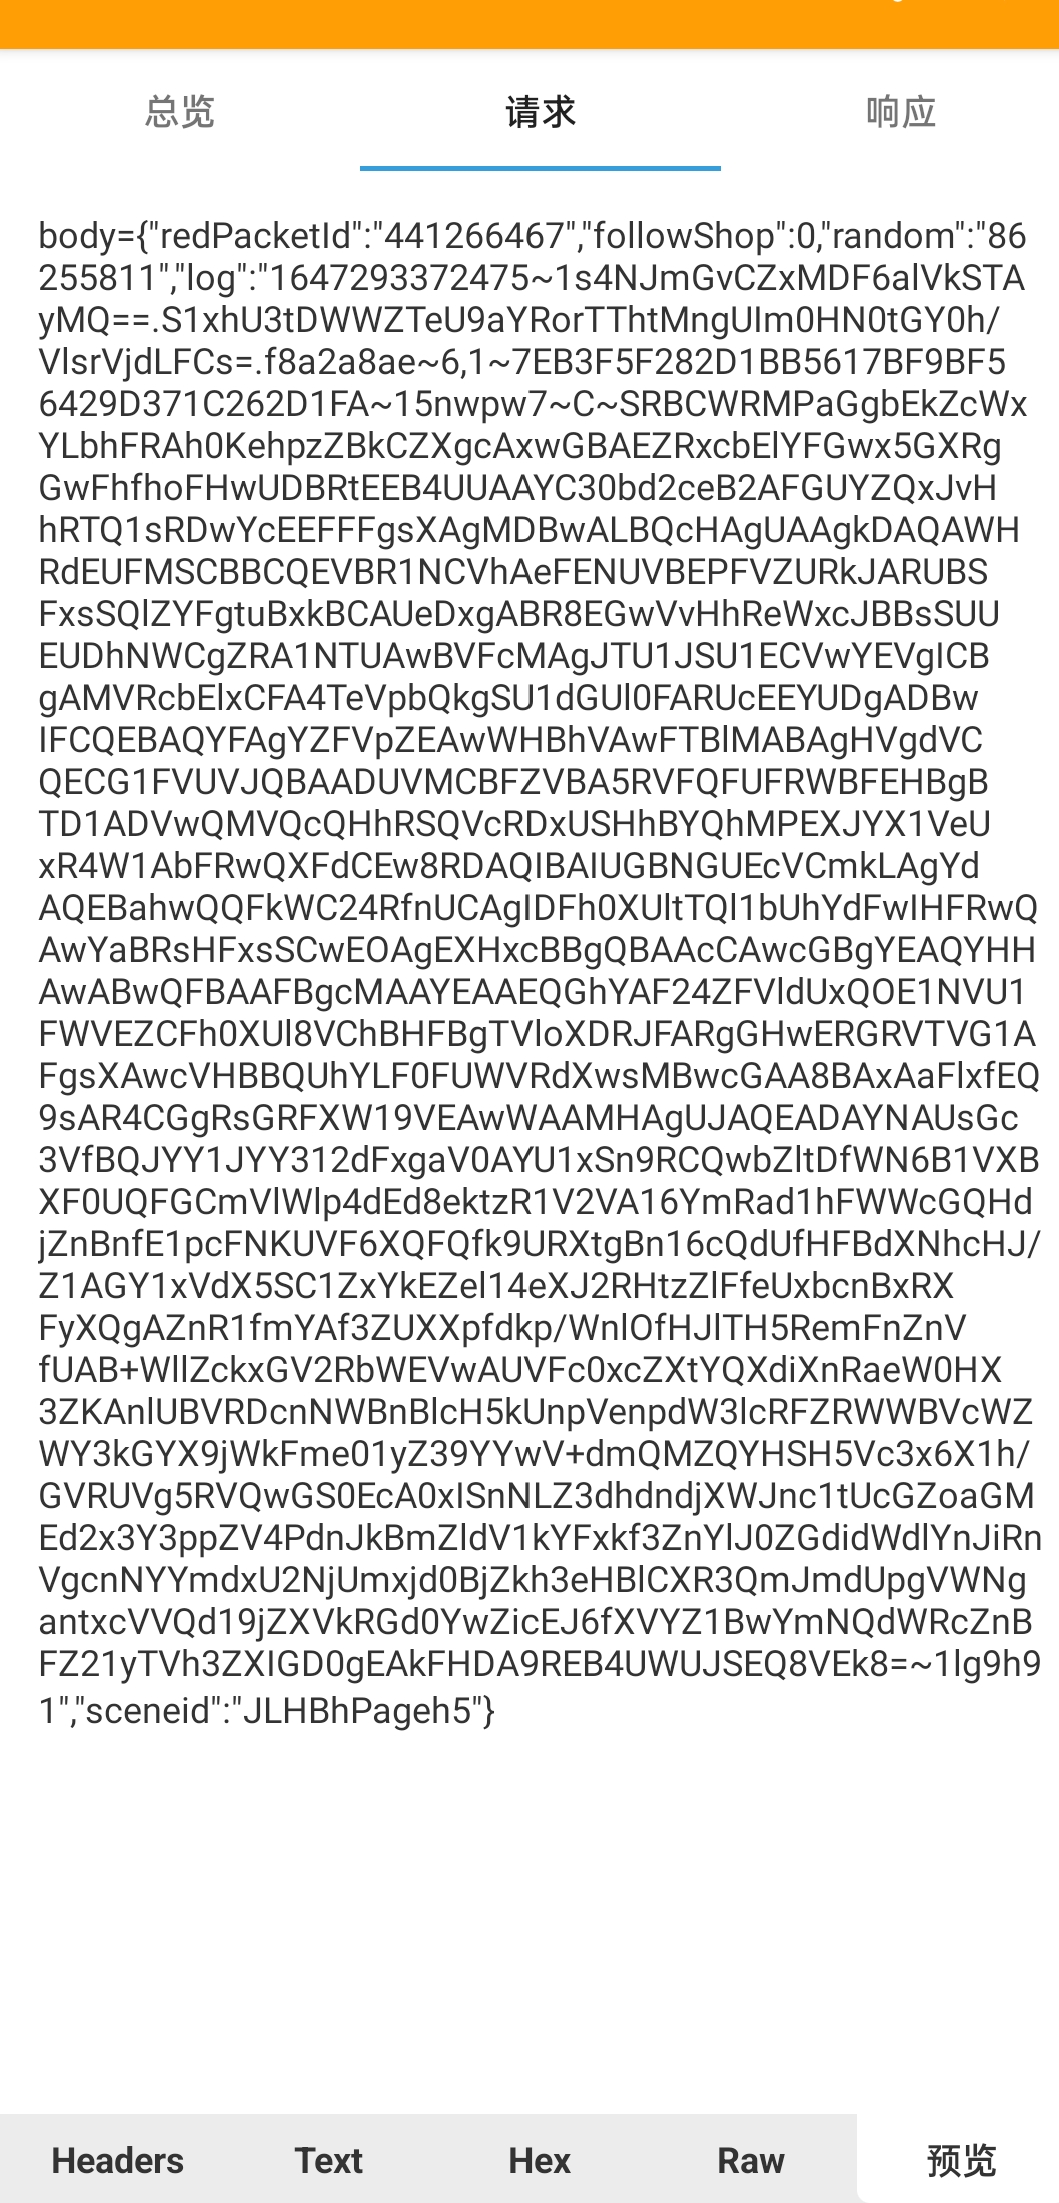 总览 请求 响应
body={"redPacketId":"441266467","followShop":0,"random":"86
255811","log":"1647293372475~1s4NJmGvCZxMDF6alVkSTA
yMQ==.S1xhU3tDWWZTeU9aYRorTThtMngUIm0HN0tGY0h/
VlsrVjdLFCs=.f8a2a8ae~6,1~7EB3F5F282D1BB5617BF9BF5
6429D371C262D1FA~15nwpw7~C~SRBCWRMPaGgbEkZcWx
YLbhFRAh0KehpzZBkCZXgcAxwGBAEZRxcbElYFGwx5GXRg
GwFhfhoFHwUDBRtEEB4UUAAYC30bd2ceB2AFGUYZQxJvH
hRTQ1sRDwYcEEFFFgsXAgMDBwALBQcHAgUAAgkDAQAWH
RdEUFMSCBBCQEVBR1NCVhAeFENUVBEPFVZURkJARUBS
FxsSQlZYFgtuBxkBCAUeDxgABR8EGwVvHhReWxcJBBsSUU
EUDhNWCgZRA1NTUAwBVFcMAgJTU1JSU1ECVwYEVgICB
gAMVRcbElxCFA4TeVpbQkgSU1dGUl0FARUcEEYUDgADBw
IFCQEBAQYFAgYZFVpZEAwWHBhVAwFTBlMABAgHVgdVC
QECG1FVUVJQBAADUVMCBFZVBA5RVFQFUFRWBFEHBgB
TD1ADVwQMVQcQHhRSQVcRDxUSHhBYQhMPEXJYX1VeU
xR4W1AbFRwQXFdCEw8RDAQIBAIUGBNGUEcVCmkLAgYd
AQEBahwQQFkWC24RfnUCAgIDFh0XUltTQl1bUhYdFwIHFRwQ
AwYaBRsHFxsSCwEOAgEXHxcBBgQBAAcCAwcGBgYEAQYHH
AwABwQFBAAFBgcMAAYEAAEQGhYAF24ZFVldUxQOE1NVU1
FWVEZCFh0XUl8VChBHFBgTVloXDRJFARgGHwERGRVTVG1A
FgsXAwcVHBBQUhYLF0FUWVRdXwsMBwcGAA8BAxAaFlxfEQ
9sAR4CGgRsGRFXW19VEAwWAAMHAgUJAQEADAYNAUsGc
3VfBQJYY1JYY312dFxgaV0AYU1xSn9RCQwbZltDfWN6B1VXB
XF0UQFGCmVlWlp4dEd8ektzR1V2VA16YmRad1hFWWcGQHd
jZnBnfE1pcFNKUVF6XQFQfk9URXtgBn16cQdUfHFBdXNhcHJ/
Z1AGY1xVdX5SC1ZxYkEZel14eXJ2RHtzZlFfeUxbcnBxRX
FyXQgAZnR1fmYAf3ZUXXpfdkp/WnlOfHJlTH5RemFnZnV
fUAB+WllZckxGV2RbWEVwAUVFc0xcZXtYQXdiXnRaeW0HX
3ZKAnlUBVRDcnNWBnBlcH5kUnpVenpdW3lcRFZRWWBVcWZ
WY3kGYX9jWkFme01yZ39YYwV+dmQMZQYHSH5Vc3x6X1h/
GVRUVg5RVQwGS0EcA0xISnNLZ3dhdndjXWJnc1tUcGZoaGM
Ed2x3Y3ppZV4PdnJkBmZldV1kYFxkf3ZnYlJ0ZGdidWdlYnJiRn
VgcnNYYmdxU2NjUmxjd0BjZkh3eHBlCXR3QmJmdUpgVWNg
antxcVVQd19jZXVkRGd0YwZicEJ6fXVYZ1BwYmNQdWRcZnB
FZ21yTVh3ZXIGD0gEAkFHDA9REB4UWUJSEQ8VEk8=~1lg9h9
1","sceneid":"JLHBhPageh5"}
Headers Text Hex Raw 预览